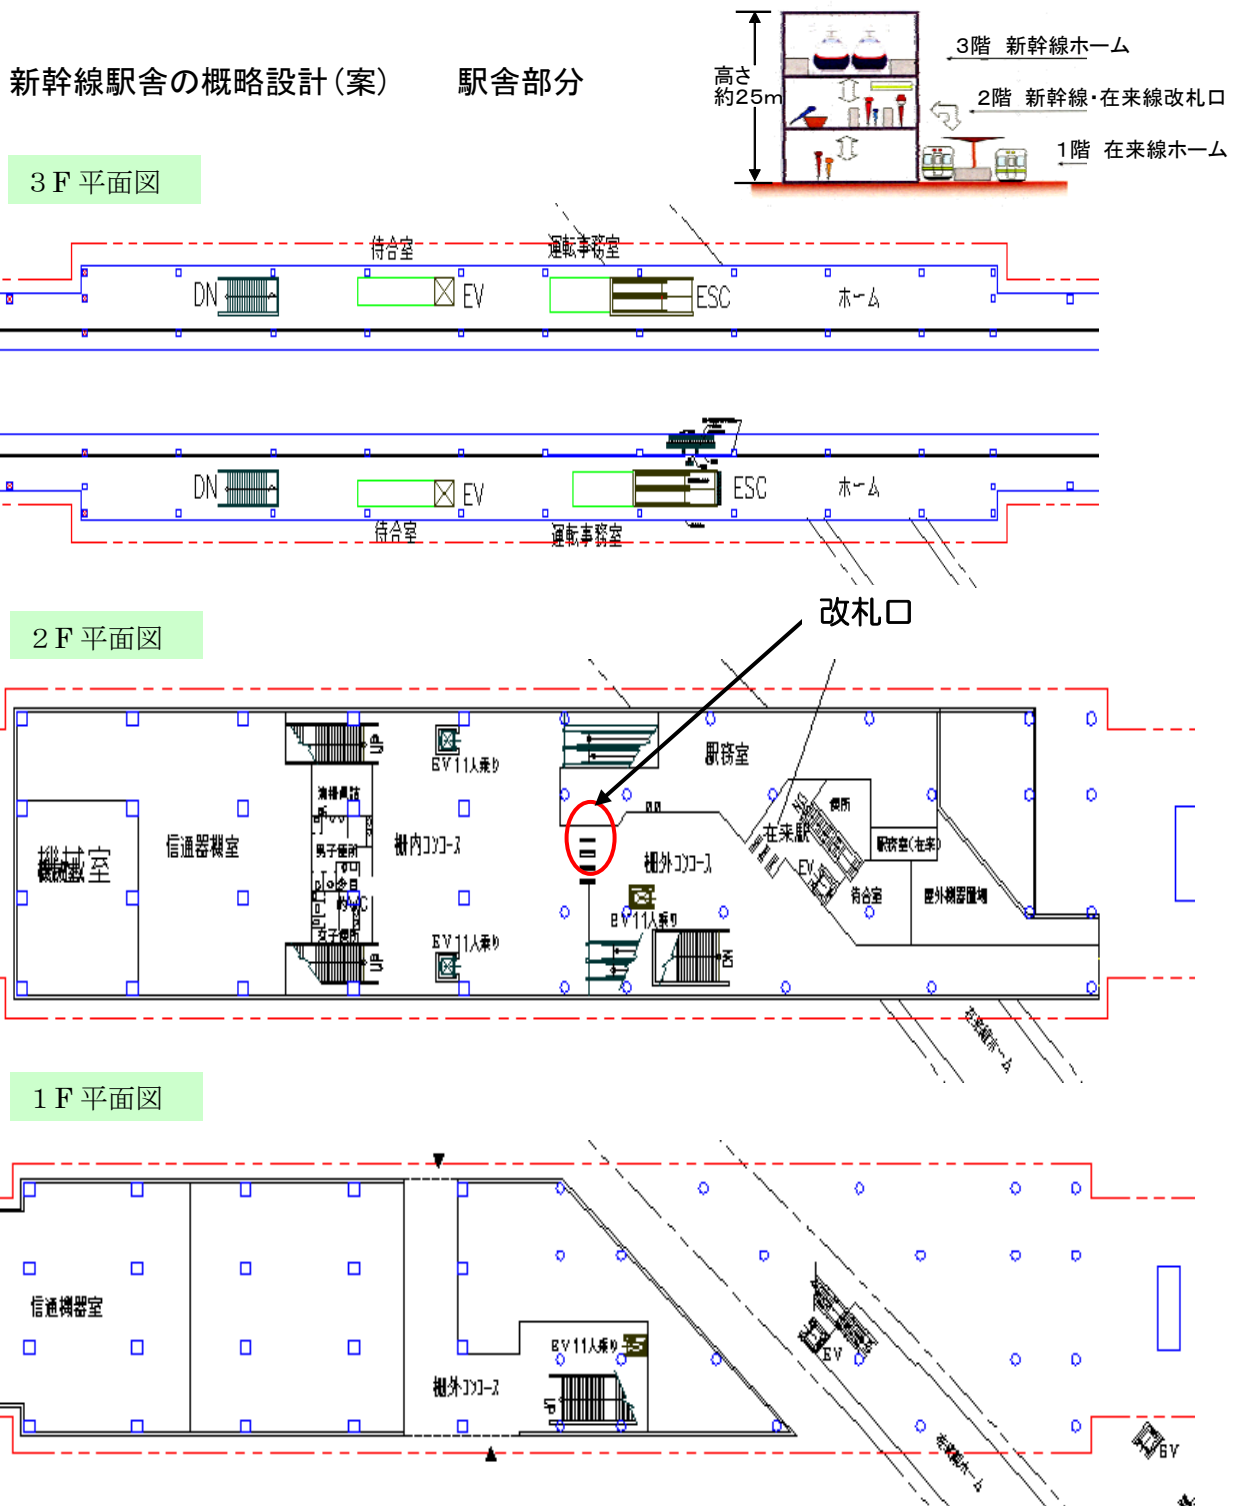 新幹線駅舎の概略設計(案)　　駅舎部分
高さ
約25m
3階　新幹線ホーム
2階　新幹線・在来線改札口
1階　在来線ホーム
3F平面図
待合室
運転事務室
DN
EV
ESC
ホーム
DN
EV
ESC
ホーム
待合室
運転事務室
2F平面図
改札口
UP
EV11人乗り
駅務室
便所
在来駅
駅務室(在来)
機械室
信通器機室
男子便所
柵内コンコース
柵外コンコース
EV
待合室
屋外機器置場
女子便所
EV11人乗り
EV11人乗り
UP
DN
在来線ホーム
1F平面図
信通機器室
EV11人乗り
EV
柵外コンコース
UP
在来線ホーム
EV